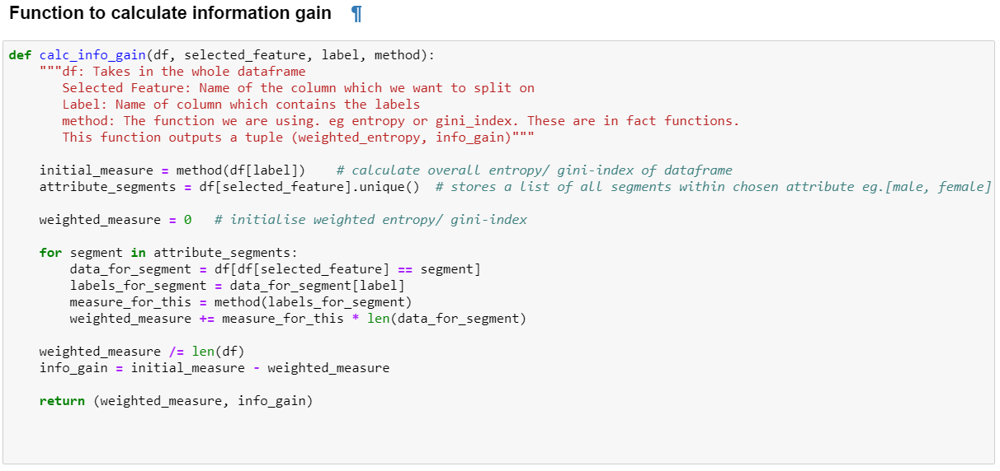 Function to calculate information gain ¶
def calc_info_gain(df, selected_feature, label, method):
    """df: Takes in the whole dataframe
       Selected Feature: Name of the column which we want to split on
       Label: Name of column which contains the labels
       method: The function we are using. eg entropy or gini_index. These are in fact functions.
       This function outputs a tuple (weighted_entropy, info_gain)"""
    initial_measure = method(df[label])    # calculate overall entropy/ gini-index of dataframe
    attribute_segments = df[selected_feature].unique()  # stores a list of all segments within chosen attribute eg.[male, female]
    weighted_measure = 0   # initialise weighted entropy/ gini-index
    for segment in attribute_segments:
        data_for_segment = df[df[selected_feature] == segment]
        labels_for_segment = data_for_segment[label]
        measure_for_this = method(labels_for_segment)
        weighted_measure += measure_for_this * len(data_for_segment)
    weighted_measure /= len(df)
    info_gain = initial_measure - weighted_measure
    return (weighted_measure, info_gain)